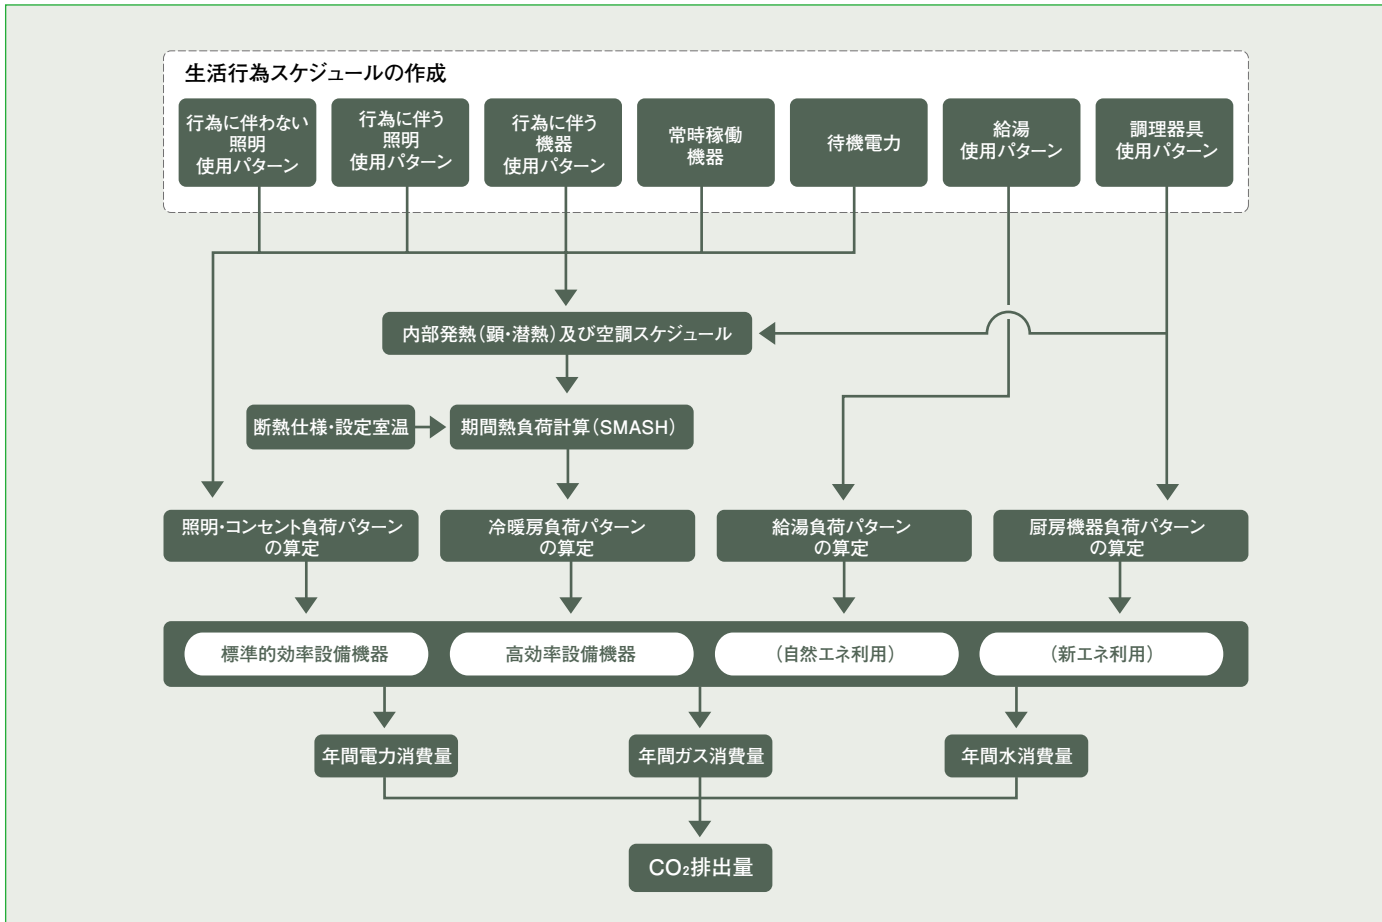 生活行為スケジュールの作成
行為に伴わない
照明
使用パターン
行為に伴う
照明
使用パターン
行為に伴う
機器
使用パターン
常時稼働
機器
待機電力
給湯
使用パターン
調理器具
使用パターン
内部発熱(顕・潜熱)及び空調スケジュール
断熱仕様・設定室温
期間熱負荷計算(SMASH)
照明・コンセント負荷パターン
の算定
冷暖房負荷パターン
の算定
給湯負荷パターン
の算定
厨房機器負荷パターン
の算定
標準的効率設備機器
高効率設備機器
(自然エネ利用)
(新エネ利用)
年間電力消費量
年間ガス消費量
年間水消費量
CO₂排出量